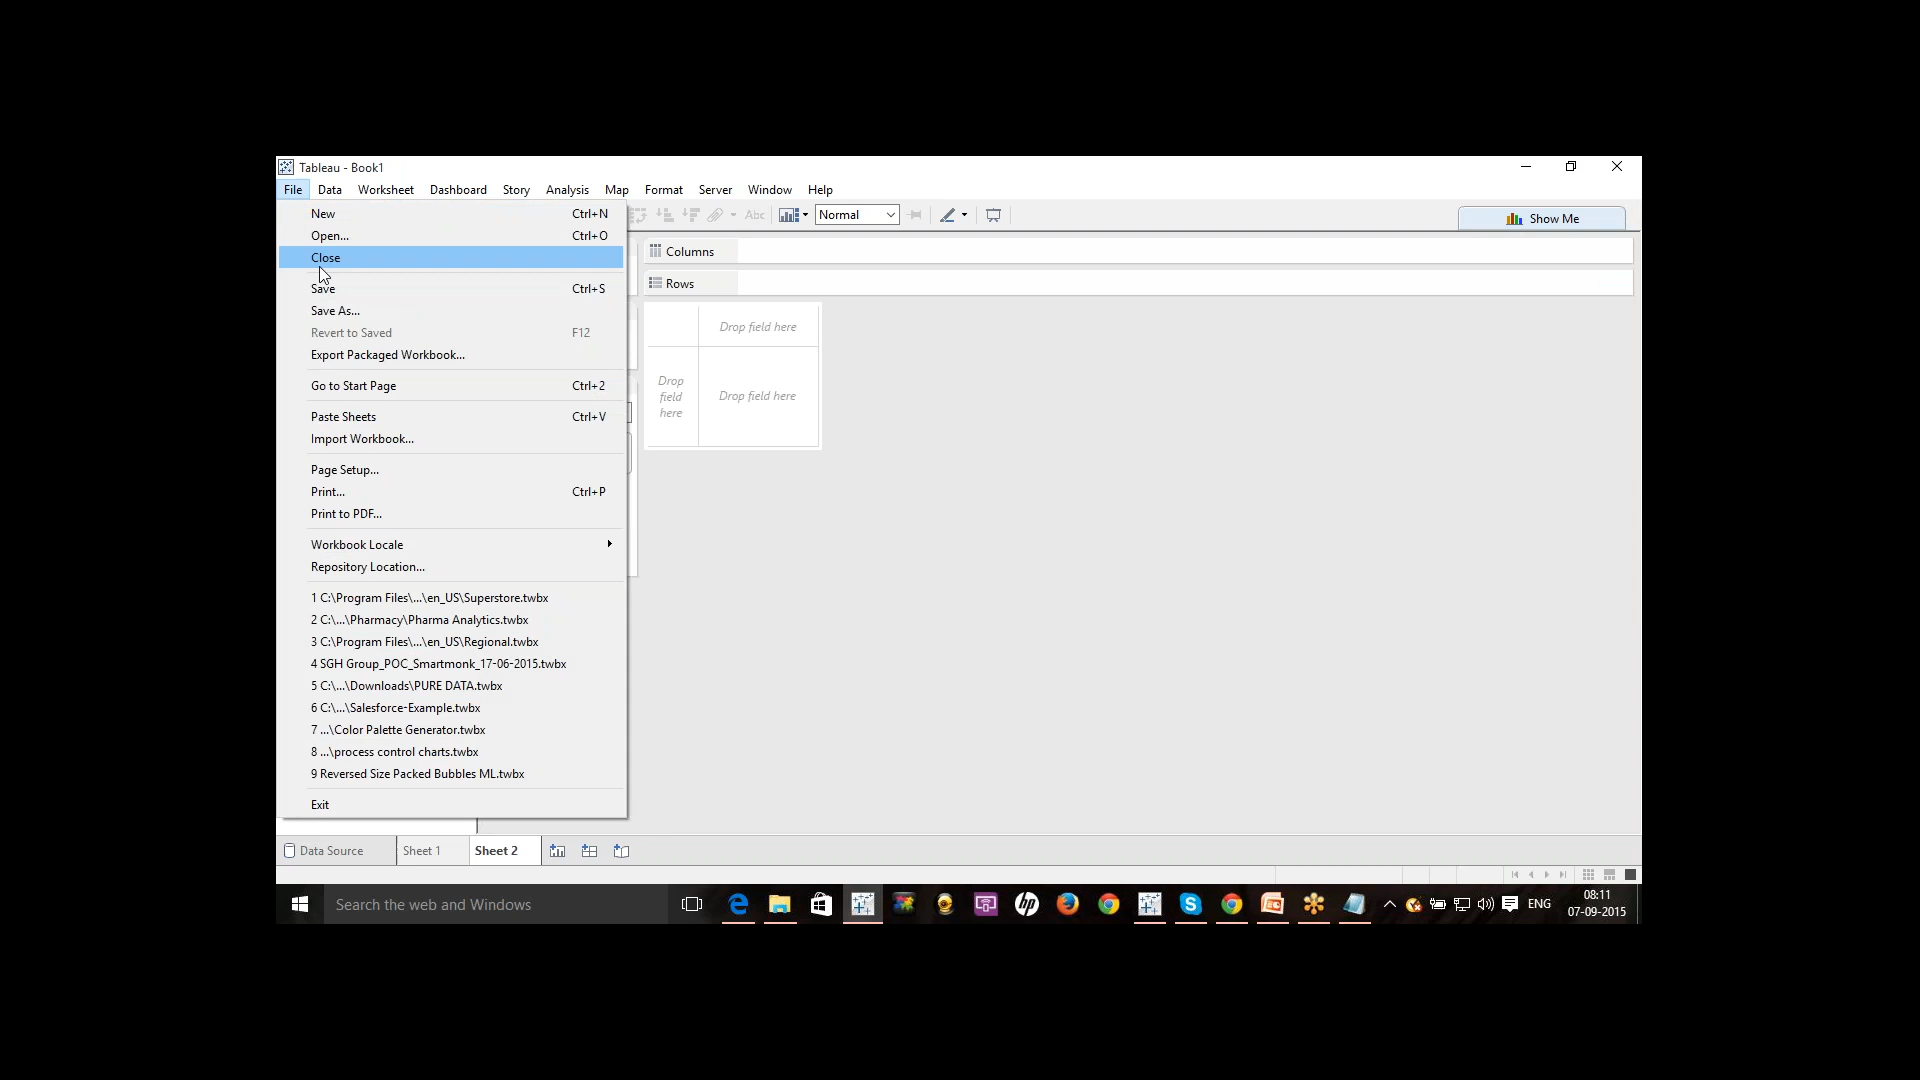 Tableau - Book1
File Data Worksheet Dashboard Story Analysis Map Format Server Window Help
New Ctrl+N
Open... Ctrl+O
Close
Save Ctrl+S
Save As...
Revert to Saved F12
Export Packaged Workbook...
Go to Start Page Ctrl+2
Paste Sheets Ctrl+V
Import Workbook...
Page Setup...
Print... Ctrl+P
Print to PDF...
Workbook Locale
Repository Location...
1 C:\Program Files\...\en_US\Superstore.twbx
2 C:\...\Pharmacy\Pharma Analytics.twbx
3 C:\Program Files\...\en_US\Regional.twbx
4 SGH Group_POC_Smartmonk_17-06-2015.twbx
5 C:\...\Downloads\PURE DATA.twbx
6 C:\...\Salesforce-Example.twbx
7 ...\Color Palette Generator.twbx
8 ...\process control charts.twbx
9 Reversed Size Packed Bubbles ML.twbx
Exit
Abc Normal Show Me
Columns
Rows
Drop field here
Drop
field
here
Drop field here
Data Source Sheet 1 Sheet 2
Search the web and Windows
hp
ENG
08:11
07-09-2015